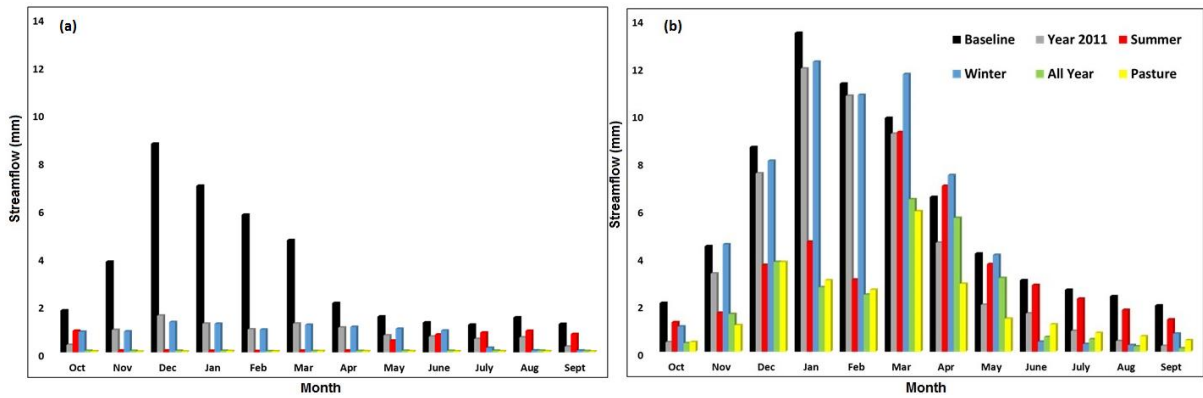 (a)
14
12
10
8
6
4
2
0
Streamflow (mm)
Oct Nov Dec Jan Feb Mar Apr May June July Aug Sept
Month
(b)
Baseline Year 2011 Summer
Winter All Year Pasture
14
12
10
8
6
4
2
0
Streamflow (mm)
Oct Nov Dec Jan Feb Mar Apr May June July Aug Sept
Month